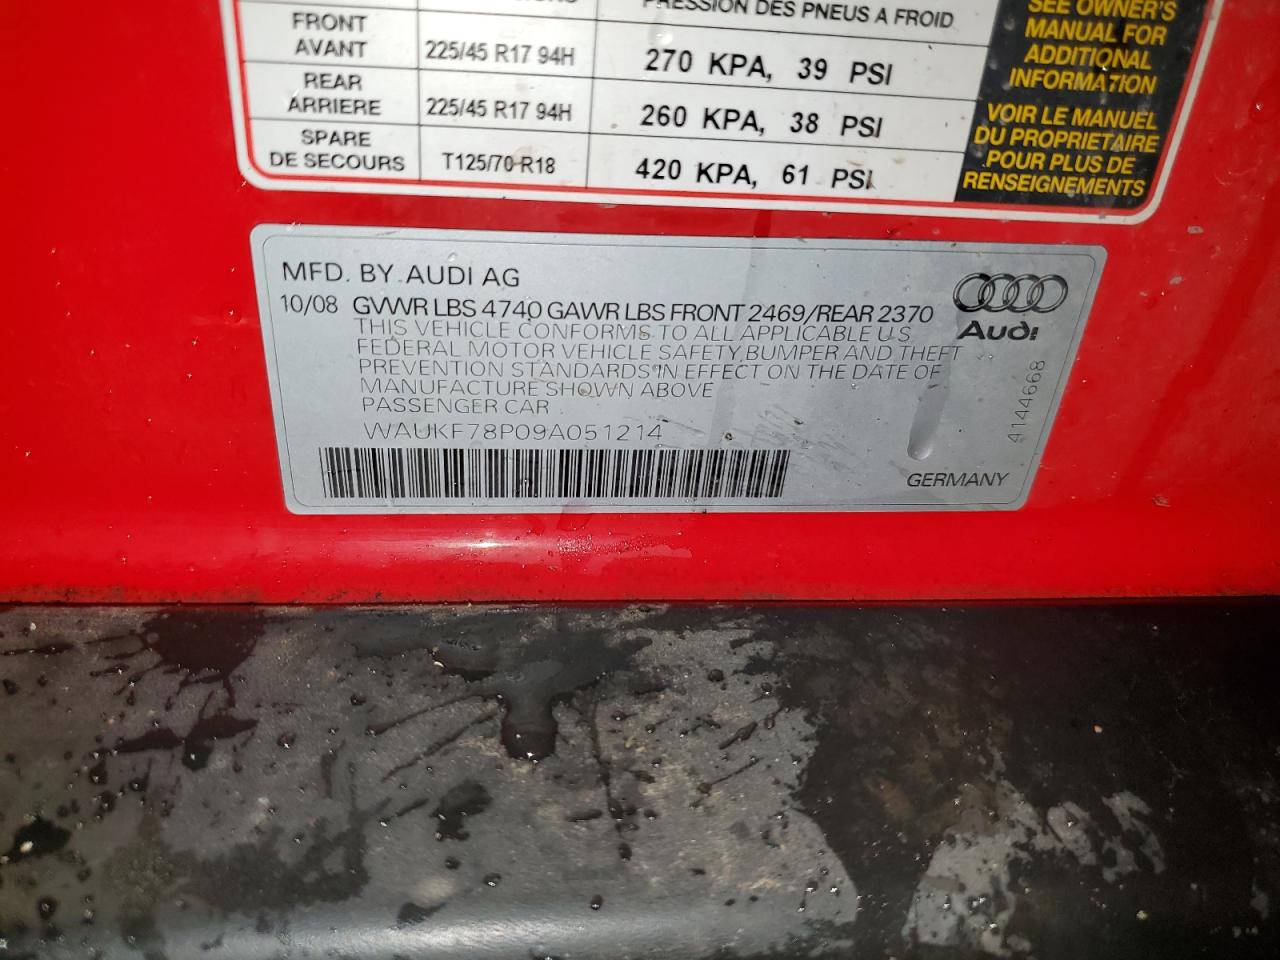 PRESSION DES PNEUS A FROID
FRONT
AVANT
225/45 R17 94H
270 KPA, 39 PSI
REAR
ARRIERE
225/45 R17 94H
260 KPA, 38 PSI
SPARE
DE SECOURS
T125/70 R18
420 KPA, 61 PSI
SEE OWNER'S
MANUAL FOR
ADDITIONAL
INFORMATION
VOIR LE MANUEL
DU PROPRIETAIRE
POUR PLUS DE
RENSEIGNEMENTS
MFD. BY AUDI AG
10/08 GVWR LBS 4740 GAWR LBS FRONT 2469/REAR 2370
THIS VEHICLE CONFORMS TO ALL APPLICABLE U.S.
FEDERAL MOTOR VEHICLE SAFETY, BUMPER AND THEFT
PREVENTION STANDARDS IN EFFECT ON THE DATE OF
MANUFACTURE SHOWN ABOVE
PASSENGER CAR
WAUKF78P09A051214
Audi
4144668
GERMANY